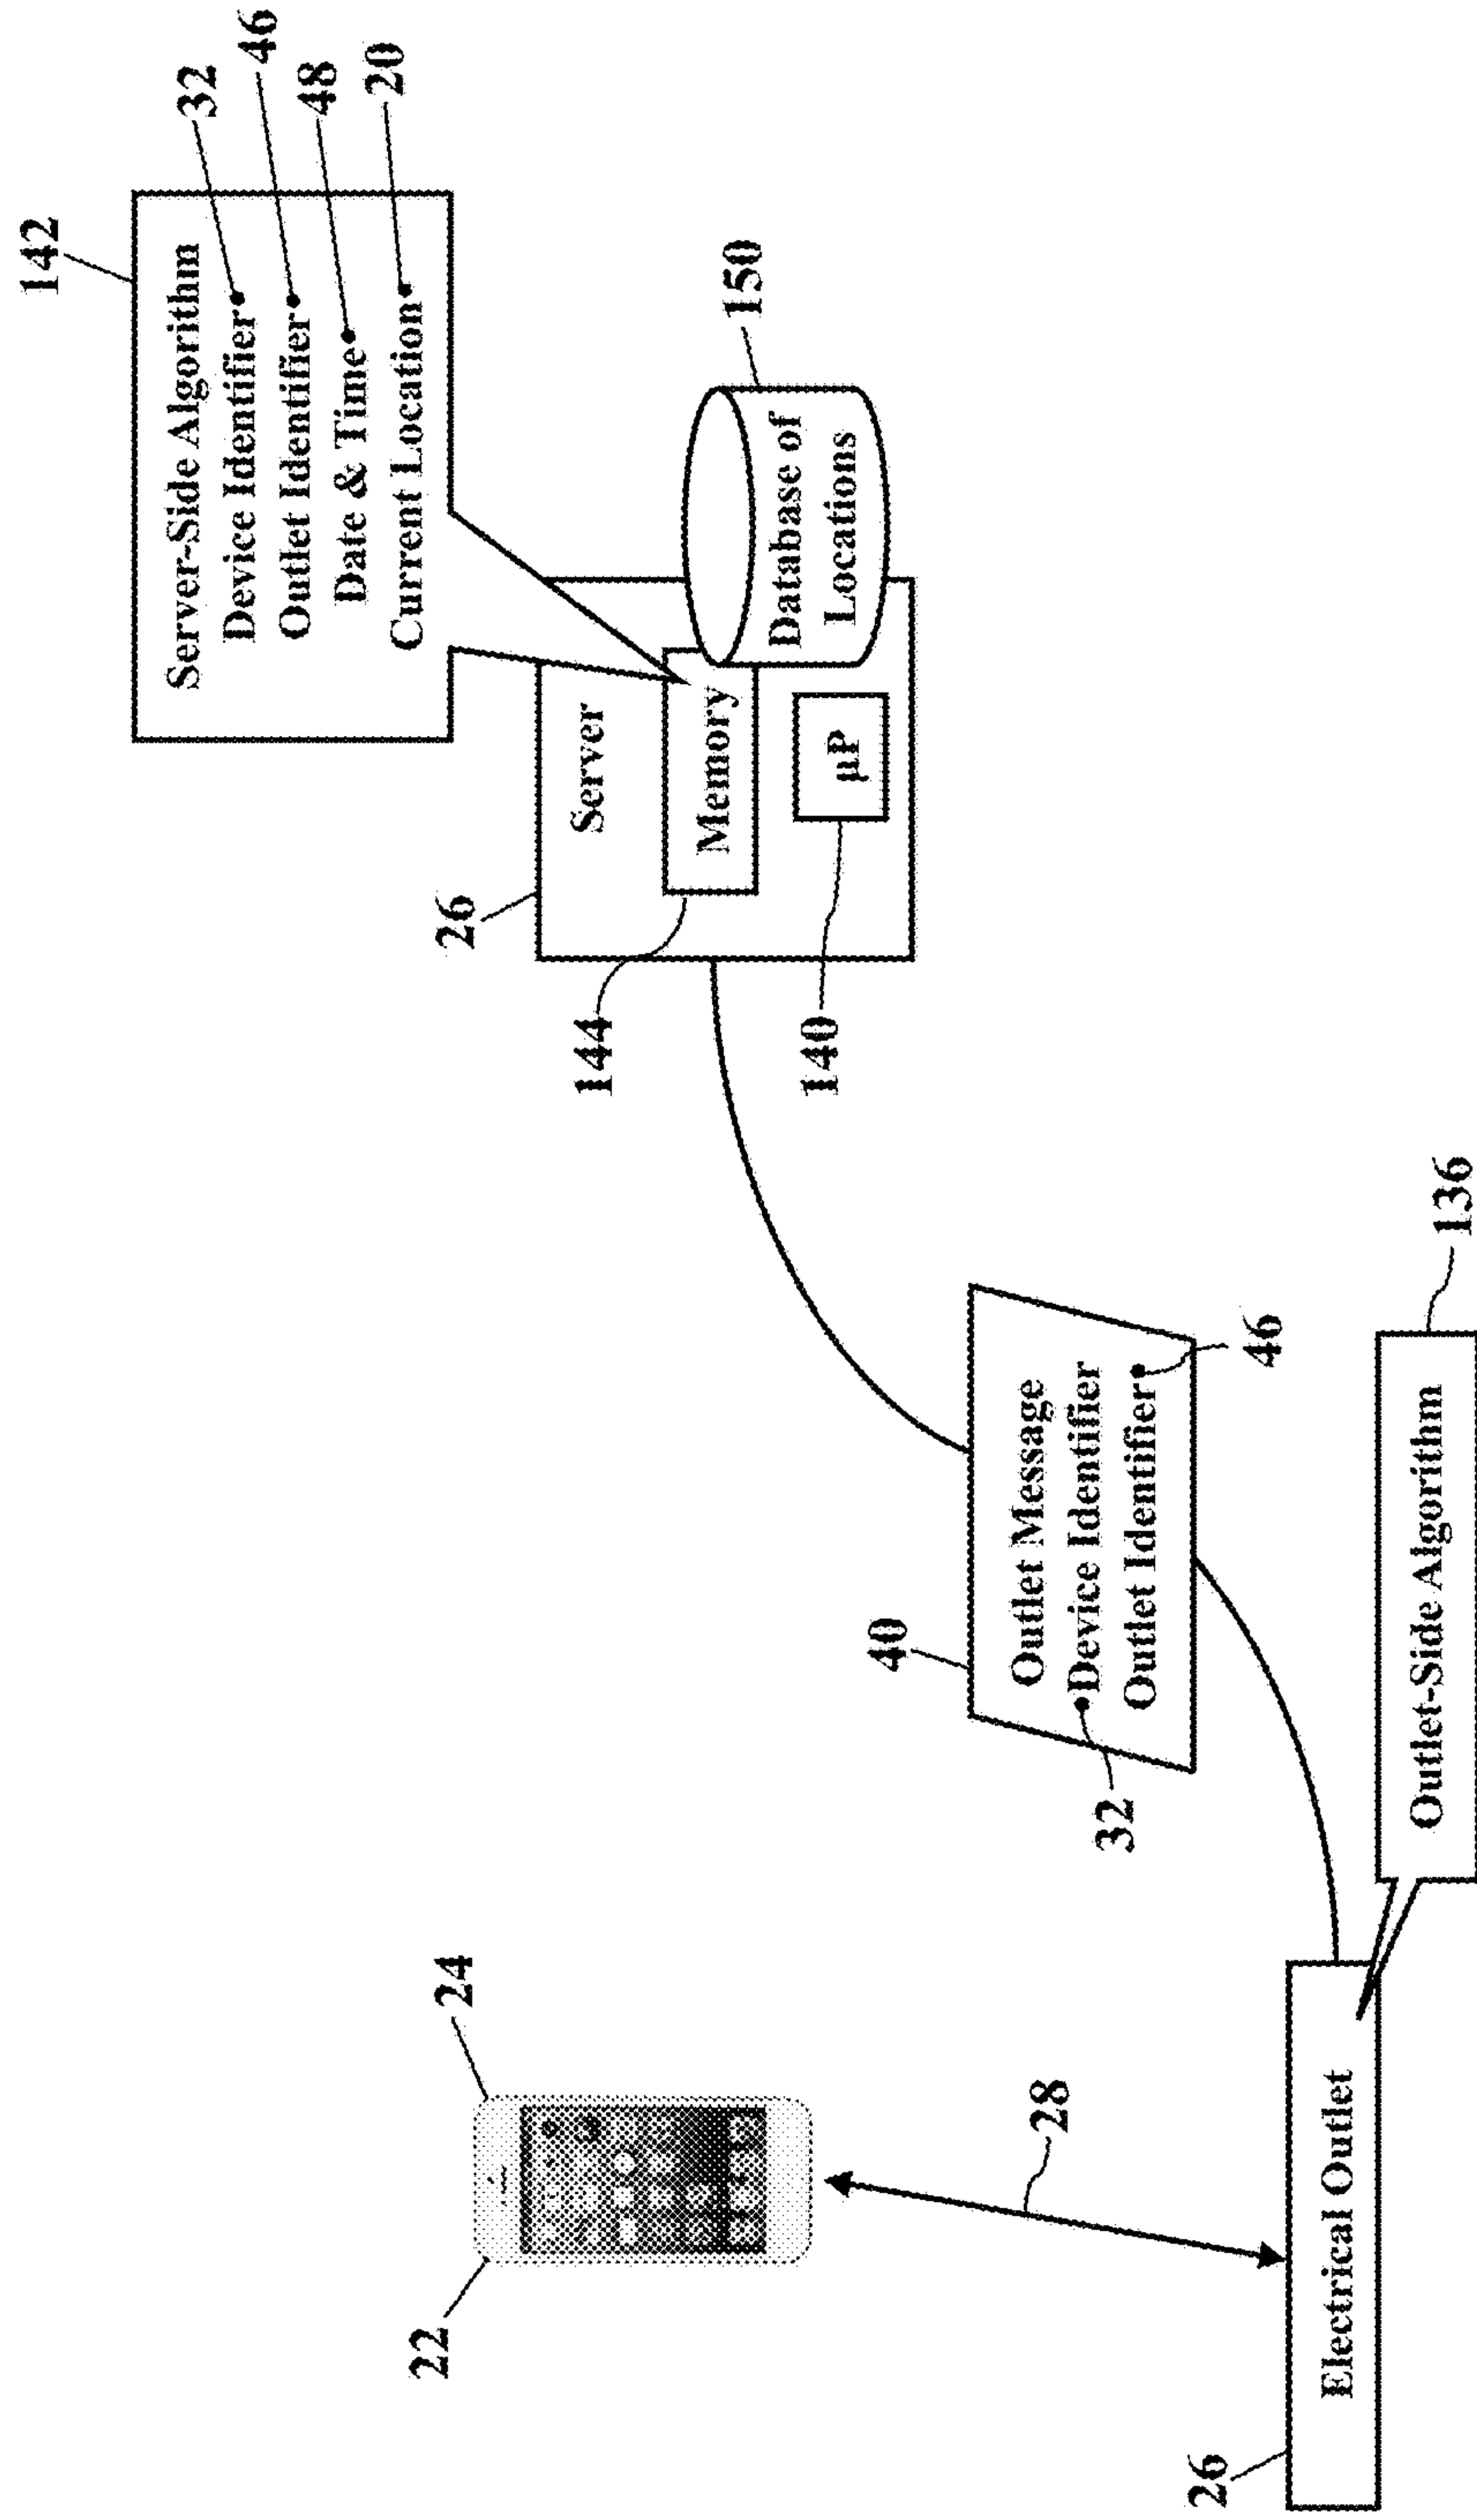 142
Server-Side Algorithm
Device Identifier
Outlet Identifier
Date & Time
Current Location
32
46
48
20
26
Server
Memory
µP
144
140
150
Database of
Locations
40
Outlet Message
Device Identifier
Outlet Identifier
32
46
22
24
28
26
Electrical Outlet
Outlet-Side Algorithm
136